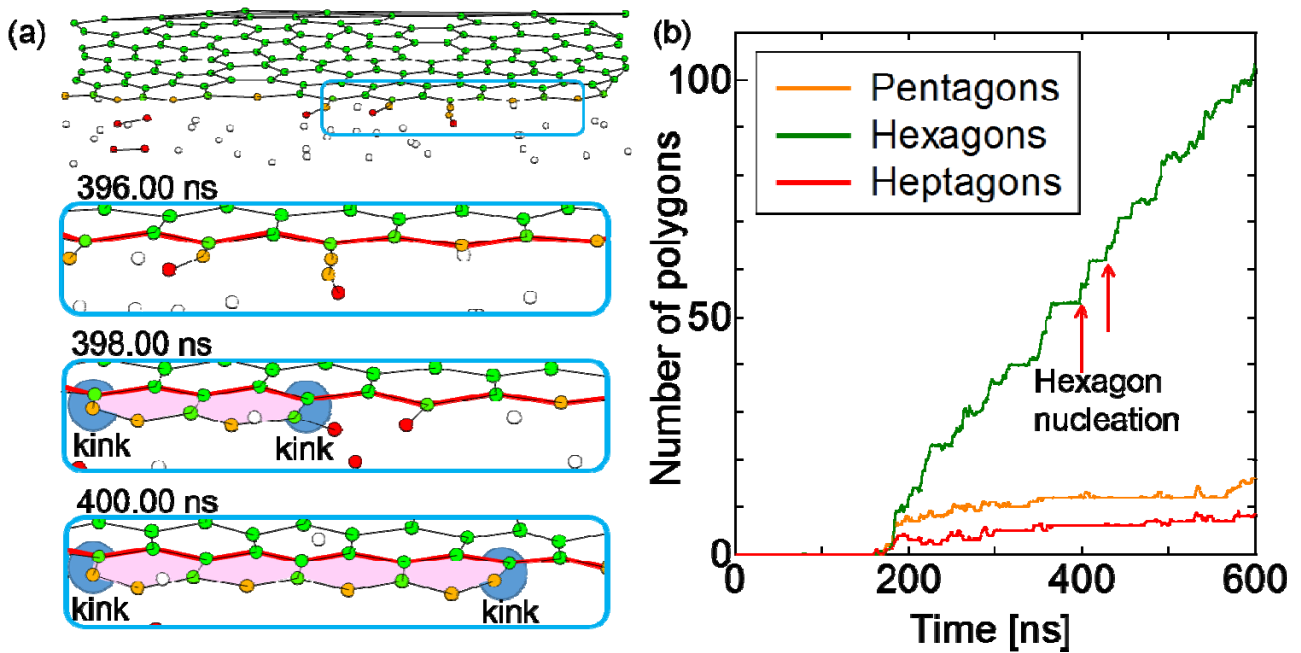 (a)
396.00 ns
398.00 ns
kink
kink
400.00 ns
kink
kink
(b)
Pentagons
Hexagons
Heptagons
Hexagon
nucleation
Number of polygons
100
50
0
0
200
400
600
Time [ns]